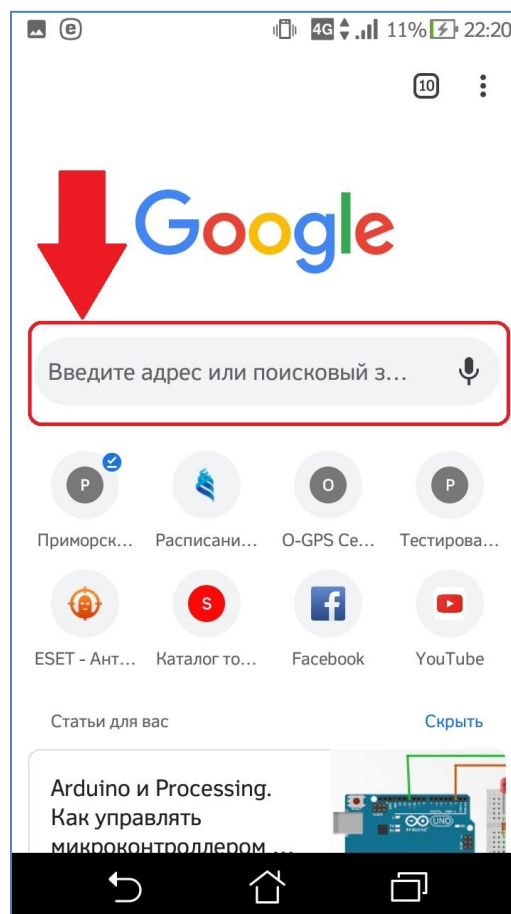 4G 11% 22:20
10
Google
Введите адрес или поисковый з...
P O P
Приморск... Расписани... O-GPS Се... Тестирова...
S
ESET - Ант... Каталог то... Facebook YouTube
Статьи для вас Скрыть
Arduino и Processing.
Как управлять
микроконтроллером ...
UNO